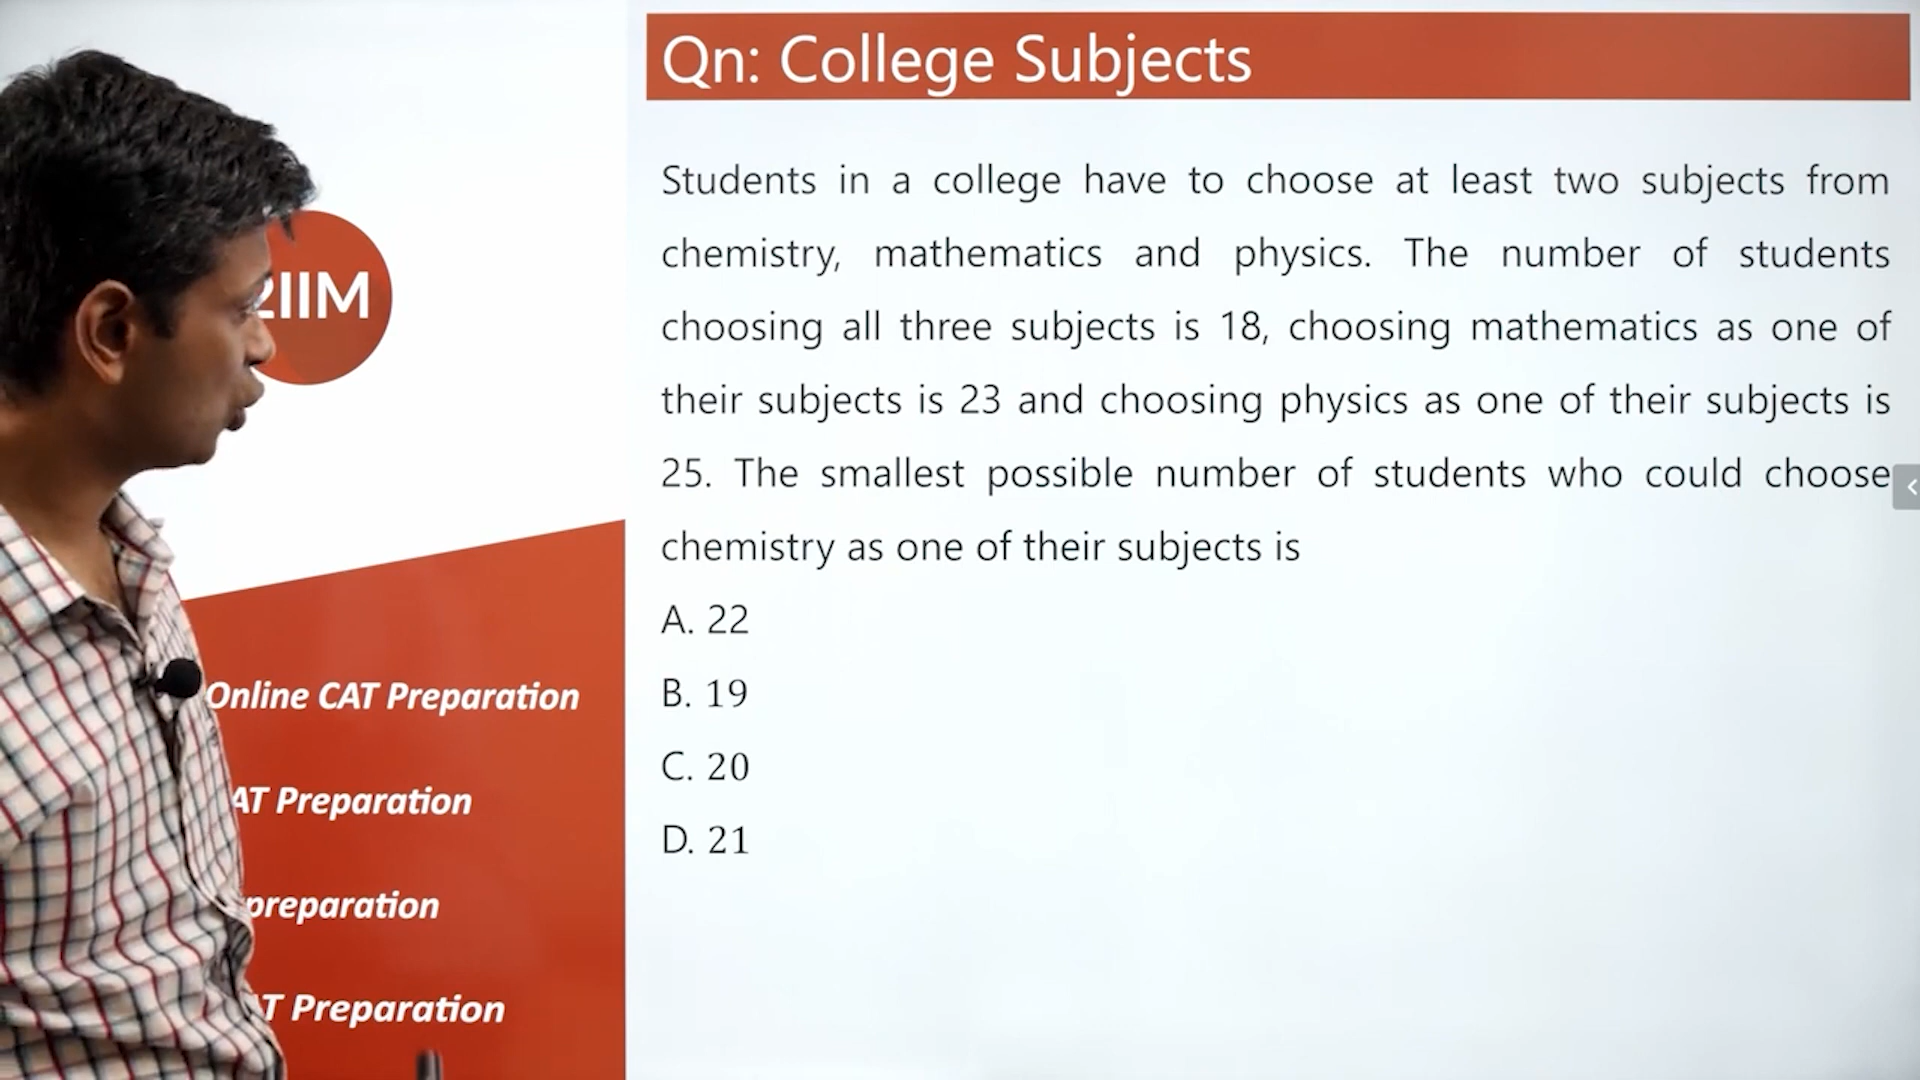 Qn: College Subjects
Students in a college have to choose at least two subjects from
chemistry, mathematics and physics. The number of students
choosing all three subjects is 18, choosing mathematics as one of
their subjects is 23 and choosing physics as one of their subjects is
25. The smallest possible number of students who could choose
chemistry as one of their subjects is
A. 22
B. 19
C. 20
D. 21
2IIM
Online CAT Preparation
AT Preparation
preparation
AT Preparation